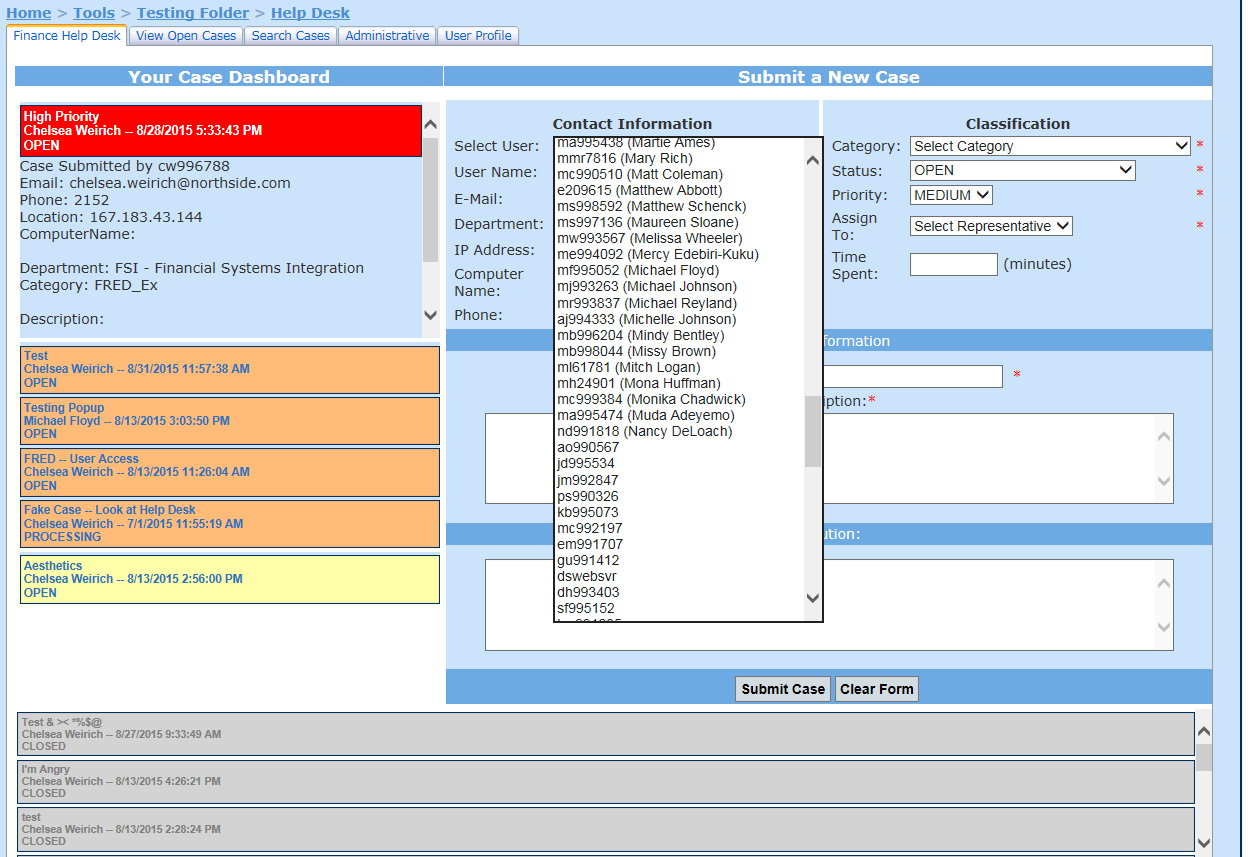 Home > Tools > Testing Folder > Help Desk
Finance Help Desk View Open Cases Search Cases Administrative User Profile
Your Case Dashboard
High Priority
Chelsea Weirich -- 8/28/2015 5:33:43 PM
OPEN
Case Submitted by cw996788
Email: chelsea.weirich@northside.com
Phone: 2152
Location: 167.183.43.144
ComputerName:
Department: FSI - Financial Systems Integration
Category: FRED_Ex
Description:
Test
Chelsea Weirich -- 8/31/2015 11:57:38 AM
OPEN
Testing Popup
Michael Floyd -- 8/13/2015 3:03:50 PM
OPEN
FRED -- User Access
Chelsea Weirich -- 8/13/2015 11:26:04 AM
OPEN
Fake Case -- Look at Help Desk
Chelsea Weirich -- 7/1/2015 11:55:19 AM
PROCESSING
Aesthetics
Chelsea Weirich -- 8/13/2015 2:56:00 PM
OPEN
Submit a New Case
Contact Information
Select User:
User Name:
E-Mail:
Department:
IP Address:
Computer
Name:
Phone:
ma995438 (Martie Ames)
mmr7816 (Mary Rich)
mc990510 (Matt Coleman)
e209615 (Matthew Abbott)
ms998592 (Matthew Schenck)
ms997136 (Maureen Sloane)
mw993567 (Melissa Wheeler)
me994092 (Mercy Edebiri-Kuku)
mf995052 (Michael Floyd)
mj993263 (Michael Johnson)
mr993837 (Michael Reyland)
aj994333 (Michelle Johnson)
mb996204 (Mindy Bentley)
mb998044 (Missy Brown)
ml61781 (Mitch Logan)
mh24901 (Mona Huffman)
mc999384 (Monika Chadwick)
ma995474 (Muda Adeyemo)
nd991818 (Nancy DeLoach)
ao990567
jd995534
jm992847
ps990326
kb995073
mc992197
em991707
gu991412
dswebsvr
dh993403
sf995152
Classification
Category: Select Category *
Status: OPEN *
Priority: MEDIUM *
Assign
To: Select Representative *
Time
Spent: (minutes)
formation
*
iption:*
ution:
Submit Case Clear Form
Test & >< *%$@
Chelsea Weirich -- 8/27/2015 9:33:49 AM
CLOSED
I'm Angry
Chelsea Weirich -- 8/13/2015 4:26:21 PM
CLOSED
test
Chelsea Weirich -- 8/13/2015 2:28:24 PM
CLOSED